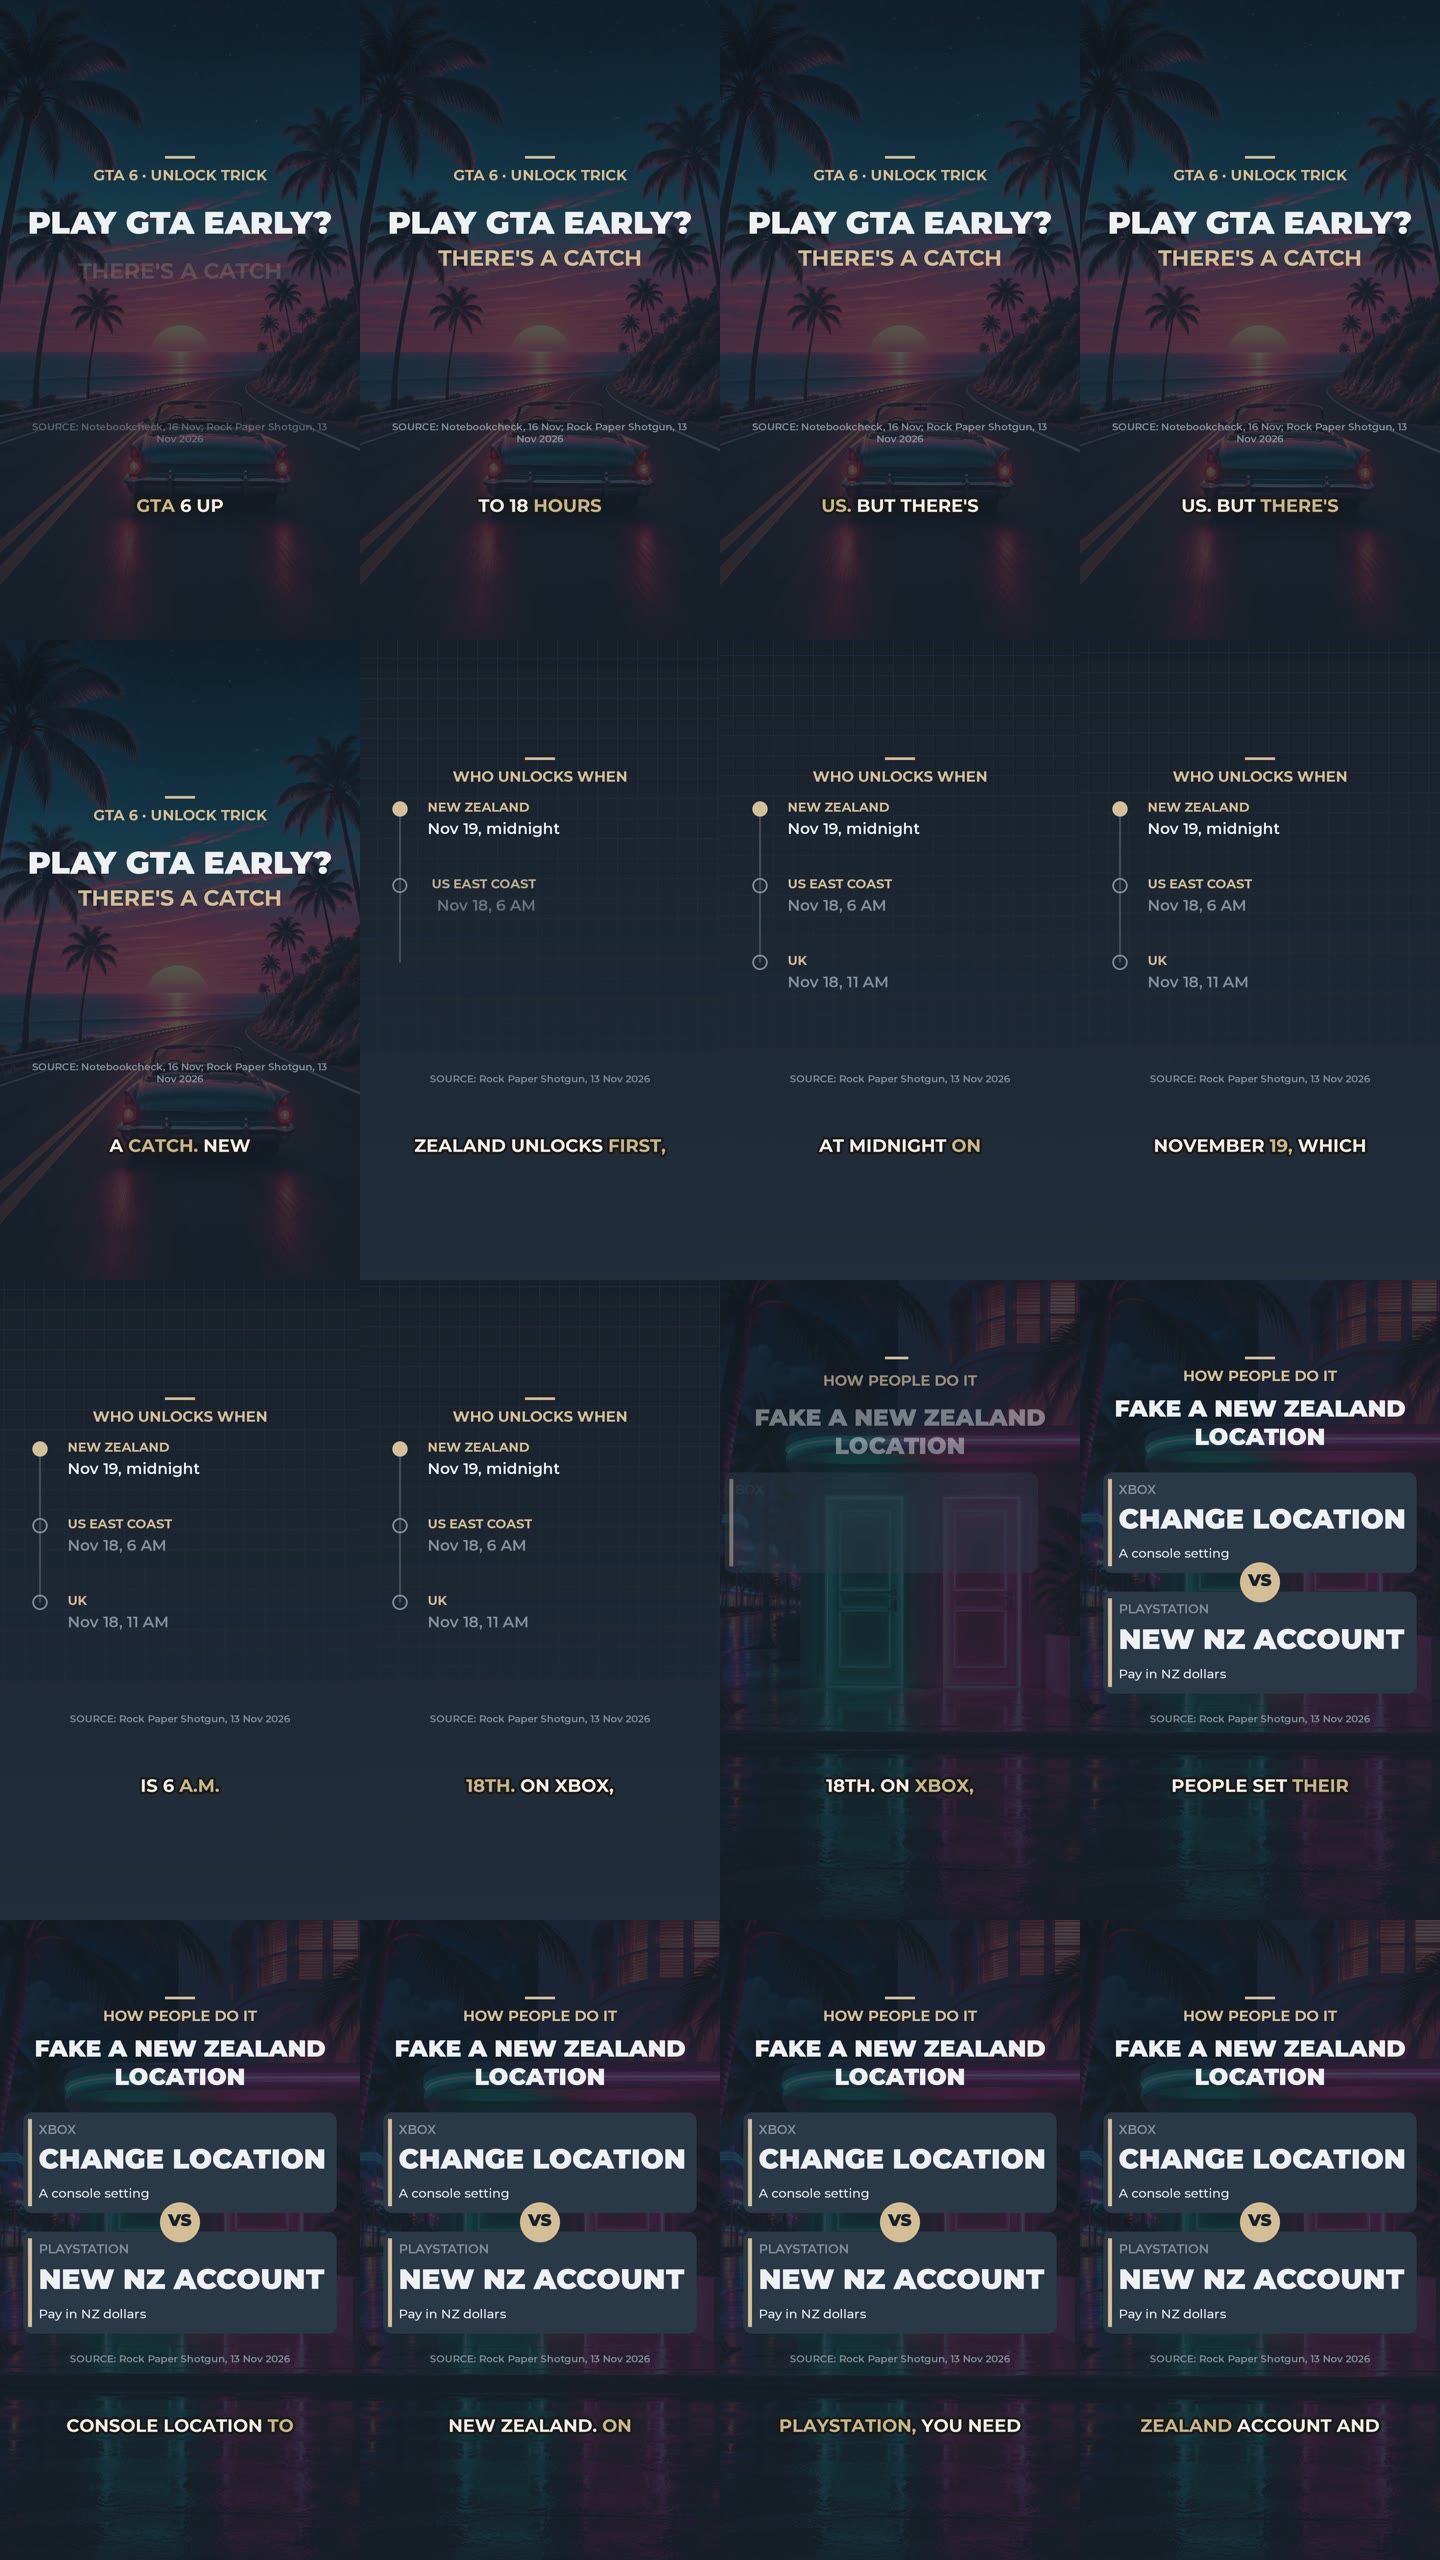 GTA 6 · UNLOCK TRICK
PLAY GTA EARLY?
THERE'S A CATCH
SOURCE: Notebookcheck, 16 Nov; Rock Paper Shotgun, 13
Nov 2026
GTA 6 UP
GTA 6 · UNLOCK TRICK
PLAY GTA EARLY?
THERE'S A CATCH
SOURCE: Notebookcheck, 16 Nov; Rock Paper Shotgun, 13
Nov 2026
TO 18 HOURS
GTA 6 · UNLOCK TRICK
PLAY GTA EARLY?
THERE'S A CATCH
SOURCE: Notebookcheck, 16 Nov; Rock Paper Shotgun, 13
Nov 2026
US. BUT THERE'S
GTA 6 · UNLOCK TRICK
PLAY GTA EARLY?
THERE'S A CATCH
SOURCE: Notebookcheck, 16 Nov; Rock Paper Shotgun, 13
Nov 2026
US. BUT THERE'S
GTA 6 · UNLOCK TRICK
PLAY GTA EARLY?
THERE'S A CATCH
SOURCE: Notebookcheck, 16 Nov; Rock Paper Shotgun, 13
Nov 2026
A CATCH. NEW
WHO UNLOCKS WHEN
NEW ZEALAND
Nov 19, midnight
US EAST COAST
Nov 18, 6 AM
SOURCE: Rock Paper Shotgun, 13 Nov 2026
ZEALAND UNLOCKS FIRST,
WHO UNLOCKS WHEN
NEW ZEALAND
Nov 19, midnight
US EAST COAST
Nov 18, 6 AM
UK
Nov 18, 11 AM
SOURCE: Rock Paper Shotgun, 13 Nov 2026
AT MIDNIGHT ON
WHO UNLOCKS WHEN
NEW ZEALAND
Nov 19, midnight
US EAST COAST
Nov 18, 6 AM
UK
Nov 18, 11 AM
SOURCE: Rock Paper Shotgun, 13 Nov 2026
NOVEMBER 19, WHICH
WHO UNLOCKS WHEN
NEW ZEALAND
Nov 19, midnight
US EAST COAST
Nov 18, 6 AM
UK
Nov 18, 11 AM
SOURCE: Rock Paper Shotgun, 13 Nov 2026
IS 6 A.M.
WHO UNLOCKS WHEN
NEW ZEALAND
Nov 19, midnight
US EAST COAST
Nov 18, 6 AM
UK
Nov 18, 11 AM
SOURCE: Rock Paper Shotgun, 13 Nov 2026
18TH. ON XBOX,
HOW PEOPLE DO IT
FAKE A NEW ZEALAND
LOCATION
18TH. ON XBOX,
HOW PEOPLE DO IT
FAKE A NEW ZEALAND
LOCATION
XBOX
CHANGE LOCATION
A console setting
VS
PLAYSTATION
NEW NZ ACCOUNT
Pay in NZ dollars
SOURCE: Rock Paper Shotgun, 13 Nov 2026
PEOPLE SET THEIR
HOW PEOPLE DO IT
FAKE A NEW ZEALAND
LOCATION
XBOX
CHANGE LOCATION
A console setting
VS
PLAYSTATION
NEW NZ ACCOUNT
Pay in NZ dollars
SOURCE: Rock Paper Shotgun, 13 Nov 2026
CONSOLE LOCATION TO
HOW PEOPLE DO IT
FAKE A NEW ZEALAND
LOCATION
XBOX
CHANGE LOCATION
A console setting
VS
PLAYSTATION
NEW NZ ACCOUNT
Pay in NZ dollars
SOURCE: Rock Paper Shotgun, 13 Nov 2026
NEW ZEALAND. ON
HOW PEOPLE DO IT
FAKE A NEW ZEALAND
LOCATION
XBOX
CHANGE LOCATION
A console setting
VS
PLAYSTATION
NEW NZ ACCOUNT
Pay in NZ dollars
SOURCE: Rock Paper Shotgun, 13 Nov 2026
PLAYSTATION, YOU NEED
HOW PEOPLE DO IT
FAKE A NEW ZEALAND
LOCATION
XBOX
CHANGE LOCATION
A console setting
VS
PLAYSTATION
NEW NZ ACCOUNT
Pay in NZ dollars
SOURCE: Rock Paper Shotgun, 13 Nov 2026
ZEALAND ACCOUNT AND